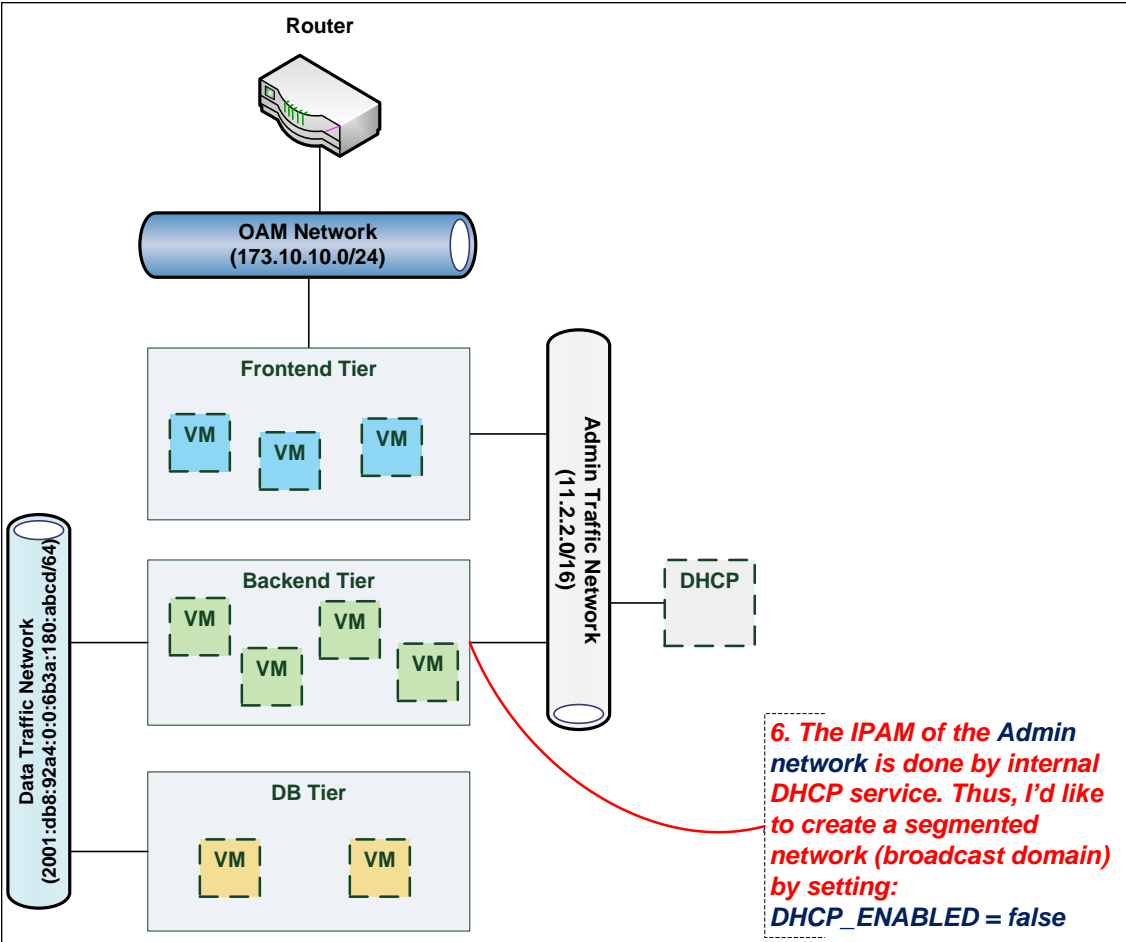 Router
OAM Network
(173.10.10.0/24)
Frontend Tier
VM
VM
VM
Admin Traffic Network
(11.2.2.0/16)
DHCP
Backend Tier
VM
VM
VM
VM
Data Traffic Network
(2001:db8:92a4:0:0:6b3a:180:abcd/64)
DB Tier
VM
VM
6. The IPAM of the Admin
network is done by internal
DHCP service. Thus, I’d like
to create a segmented
network (broadcast domain)
by setting:
DHCP_ENABLED = false